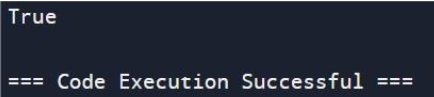 True
=== Code Execution Successful ===